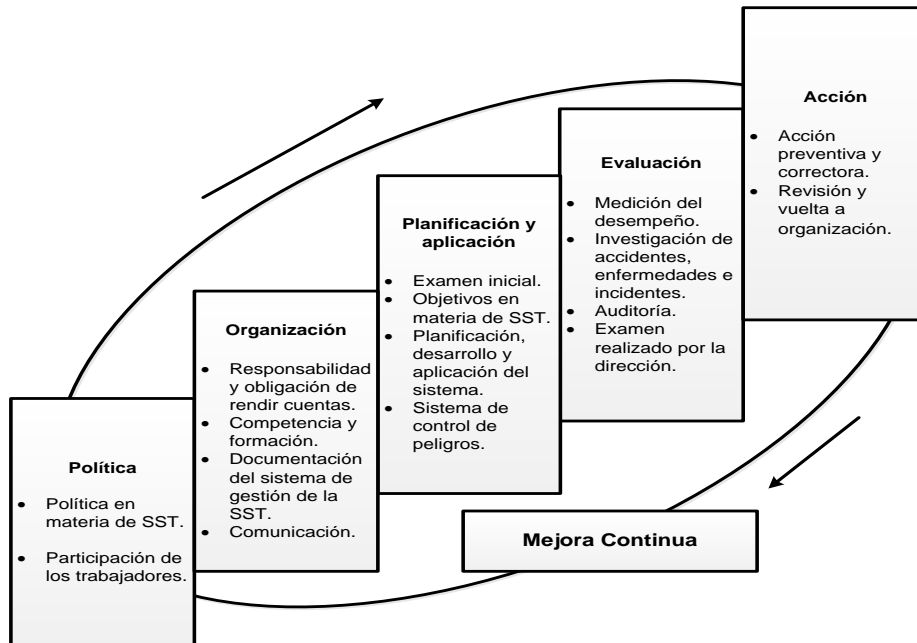 Política
• Política en
materia de SST.
• Participación de
los trabajadores.
Organización
• Responsabilidad
y obligación de
rendir cuentas.
• Competencia y
formación.
• Documentación
del sistema de
gestión de la
SST.
• Comunicación.
Planificación y
aplicación
• Examen inicial.
• Objetivos en
materia de SST.
• Planificación,
desarrollo y
aplicación del
sistema.
• Sistema de
control de
peligros.
Evaluación
• Medición del
desempeño.
• Investigación de
accidentes,
enfermedades e
incidentes.
• Auditoría.
• Examen
realizado por la
dirección.
Acción
• Acción
preventiva y
correctora.
• Revisión y
vuelta a
organización.
Mejora Continua